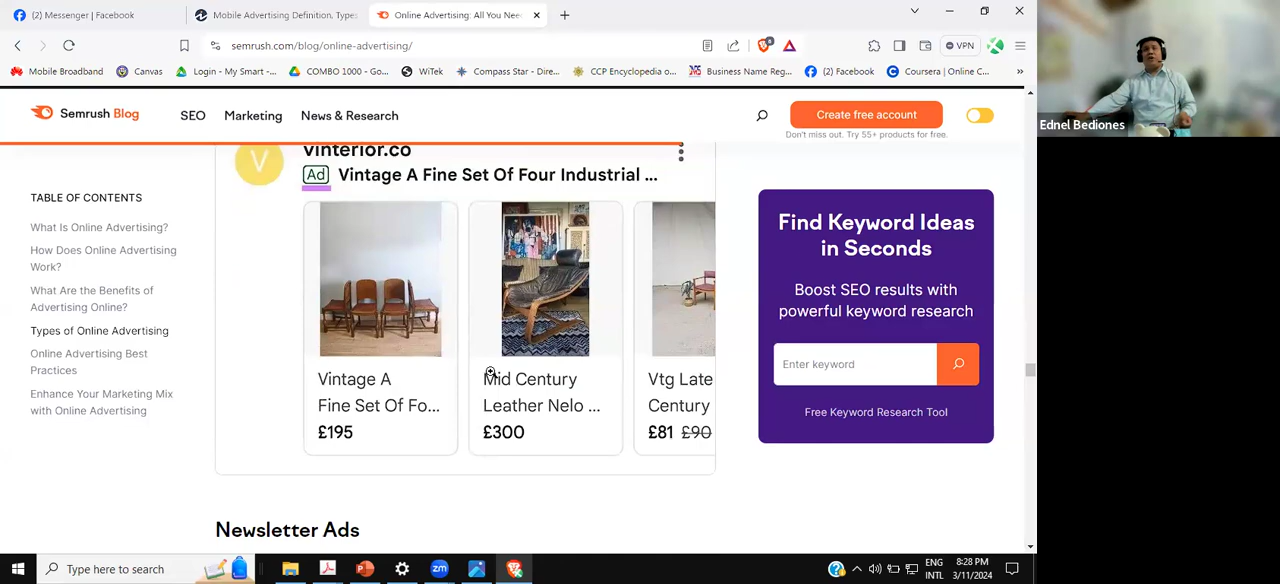 (2) Messenger | Facebook
Mobile Advertising Definition, Types
Online Advertising: All You Nee
semrush.com/blog/online-advertising/
VPN
Mobile Broadband
Canvas
Login - My Smart -...
COMBO 1000 - Go...
WiTek
Compass Star - Dire...
CCP Encyclopedia o...
Business Name Reg...
(2) Facebook
Coursera | Online C...
Semrush Blog
SEO
Marketing
News & Research
Create free account
Don't miss out. Try 55+ products for free.
Ednel Bediones
TABLE OF CONTENTS
What Is Online Advertising?
How Does Online Advertising
Work?
What Are the Benefits of
Advertising Online?
Types of Online Advertising
Online Advertising Best
Practices
Enhance Your Marketing Mix
with Online Advertising
V
vinterior.co
Ad Vintage A Fine Set Of Four Industrial ...
Vintage A
Fine Set Of Fo...
£195
Mid Century
Leather Nelo ...
£300
Vtg Late
Century
£81 £90
Newsletter Ads
Find Keyword Ideas
in Seconds
Boost SEO results with
powerful keyword research
Enter keyword
Free Keyword Research Tool
Type here to search
ENG
INTL
8:28 PM
3/11/2024